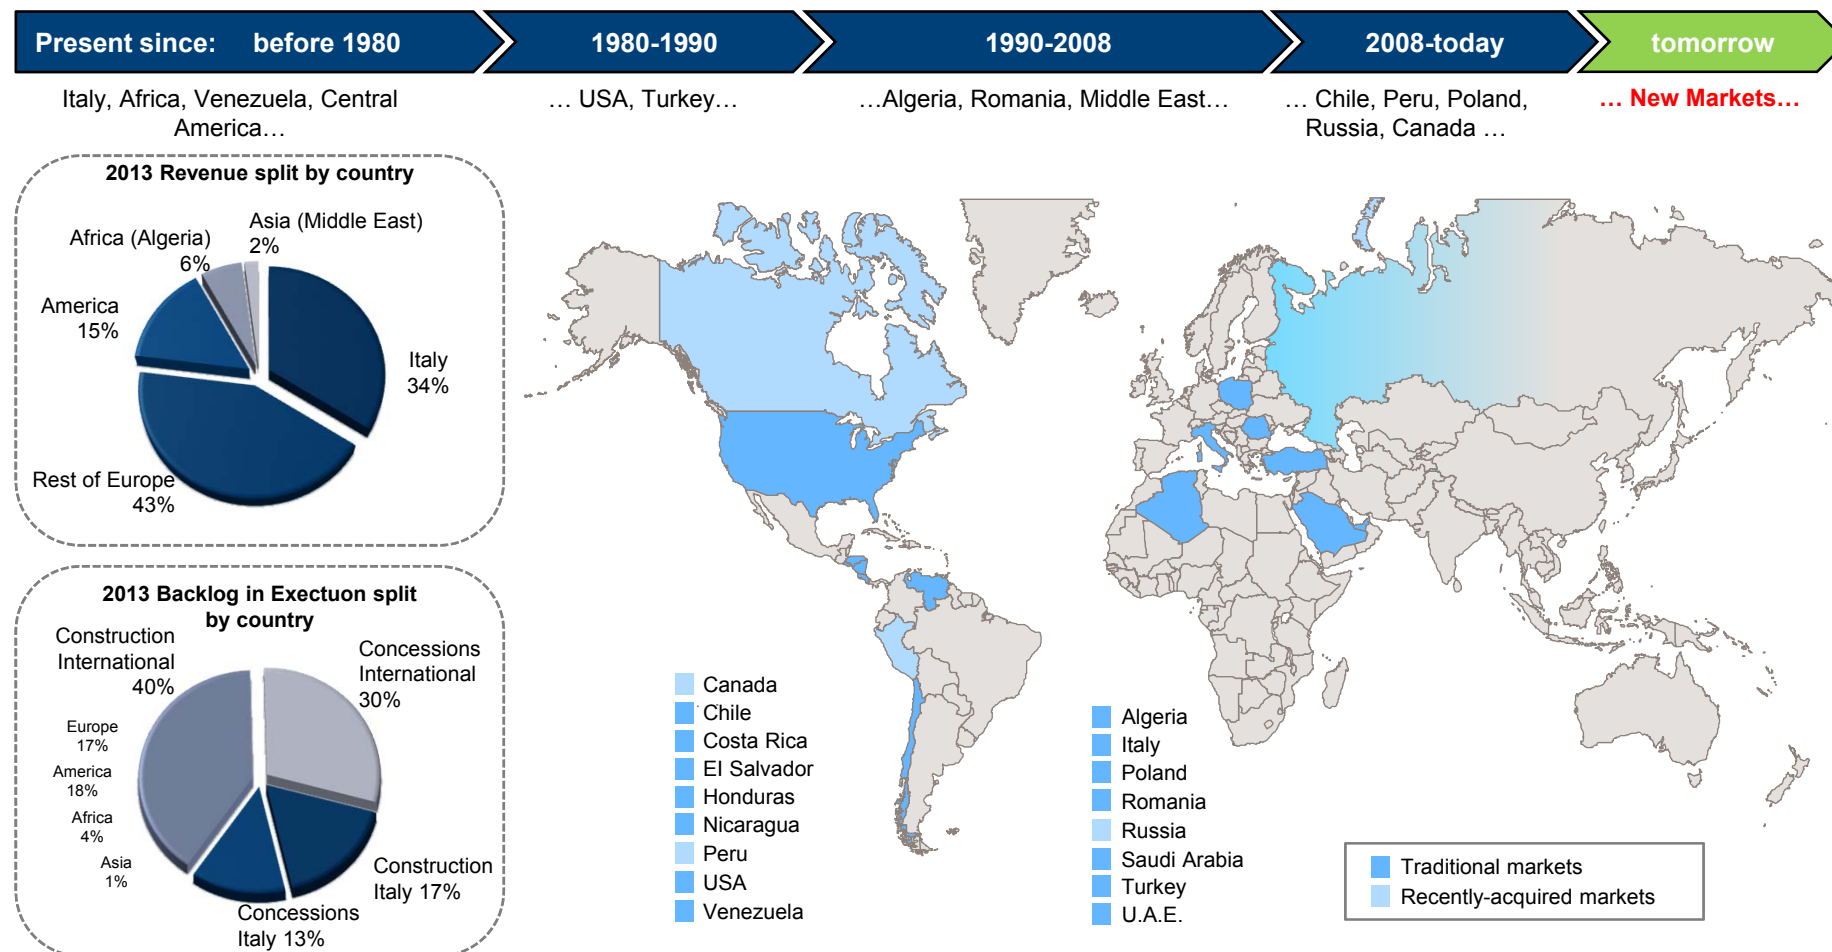 Present since: before 1980
1980-1990
1990-2008
2008-today
tomorrow
Italy, Africa, Venezuela, Central
America…
… USA, Turkey…
…Algeria, Romania, Middle East…
… Chile, Peru, Poland,
Russia, Canada …
… New Markets…
2013 Revenue split by country
Asia (Middle East)
2%
Africa (Algeria)
6%
America
15%
Italy
34%
Rest of Europe
43%
2013 Backlog in Exectuon split
by country
Construction
International
40%
Concessions
International
30%
Europe
17%
America
18%
Africa
4%
Asia
1%
Construction
Italy 17%
Concessions
Italy 13%
Canada
Chile
Costa Rica
El Salvador
Honduras
Nicaragua
Peru
USA
Venezuela
Algeria
Italy
Poland
Romania
Russia
Saudi Arabia
Turkey
U.A.E.
Traditional markets
Recently-acquired markets